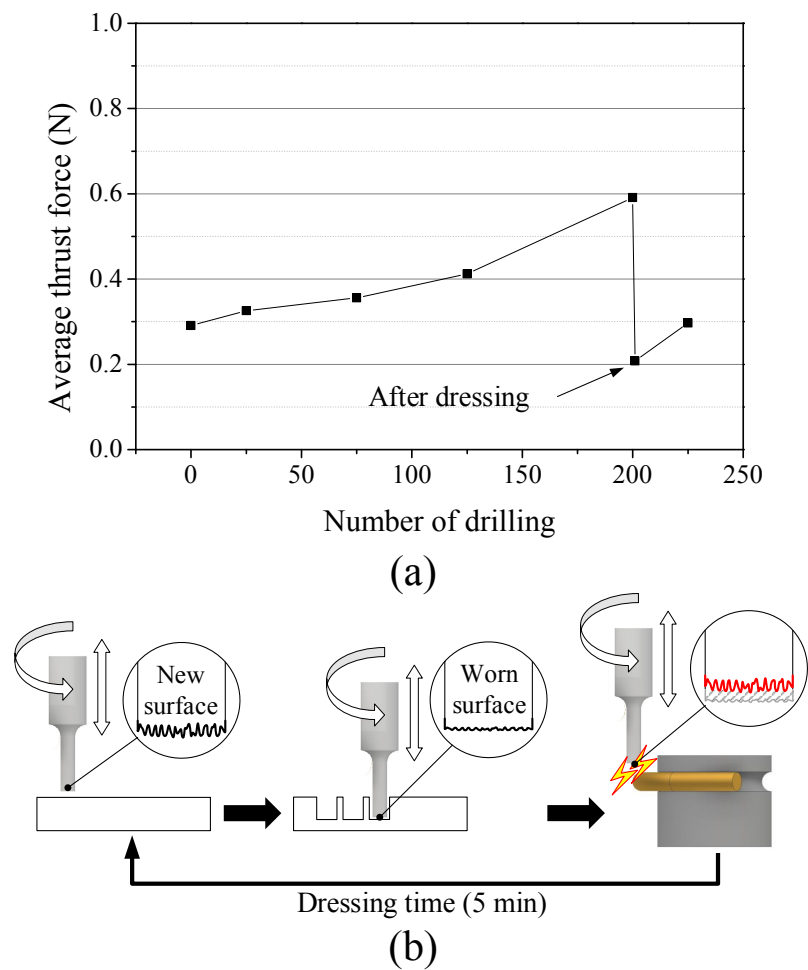 1.0
0.8
0.6
0.4
0.2
0.0
Average thrust force (N)
After dressing
0 50 100 150 200 250
Number of drilling
(a)
New
surface
Worn
surface
Dressing time (5 min)
(b)